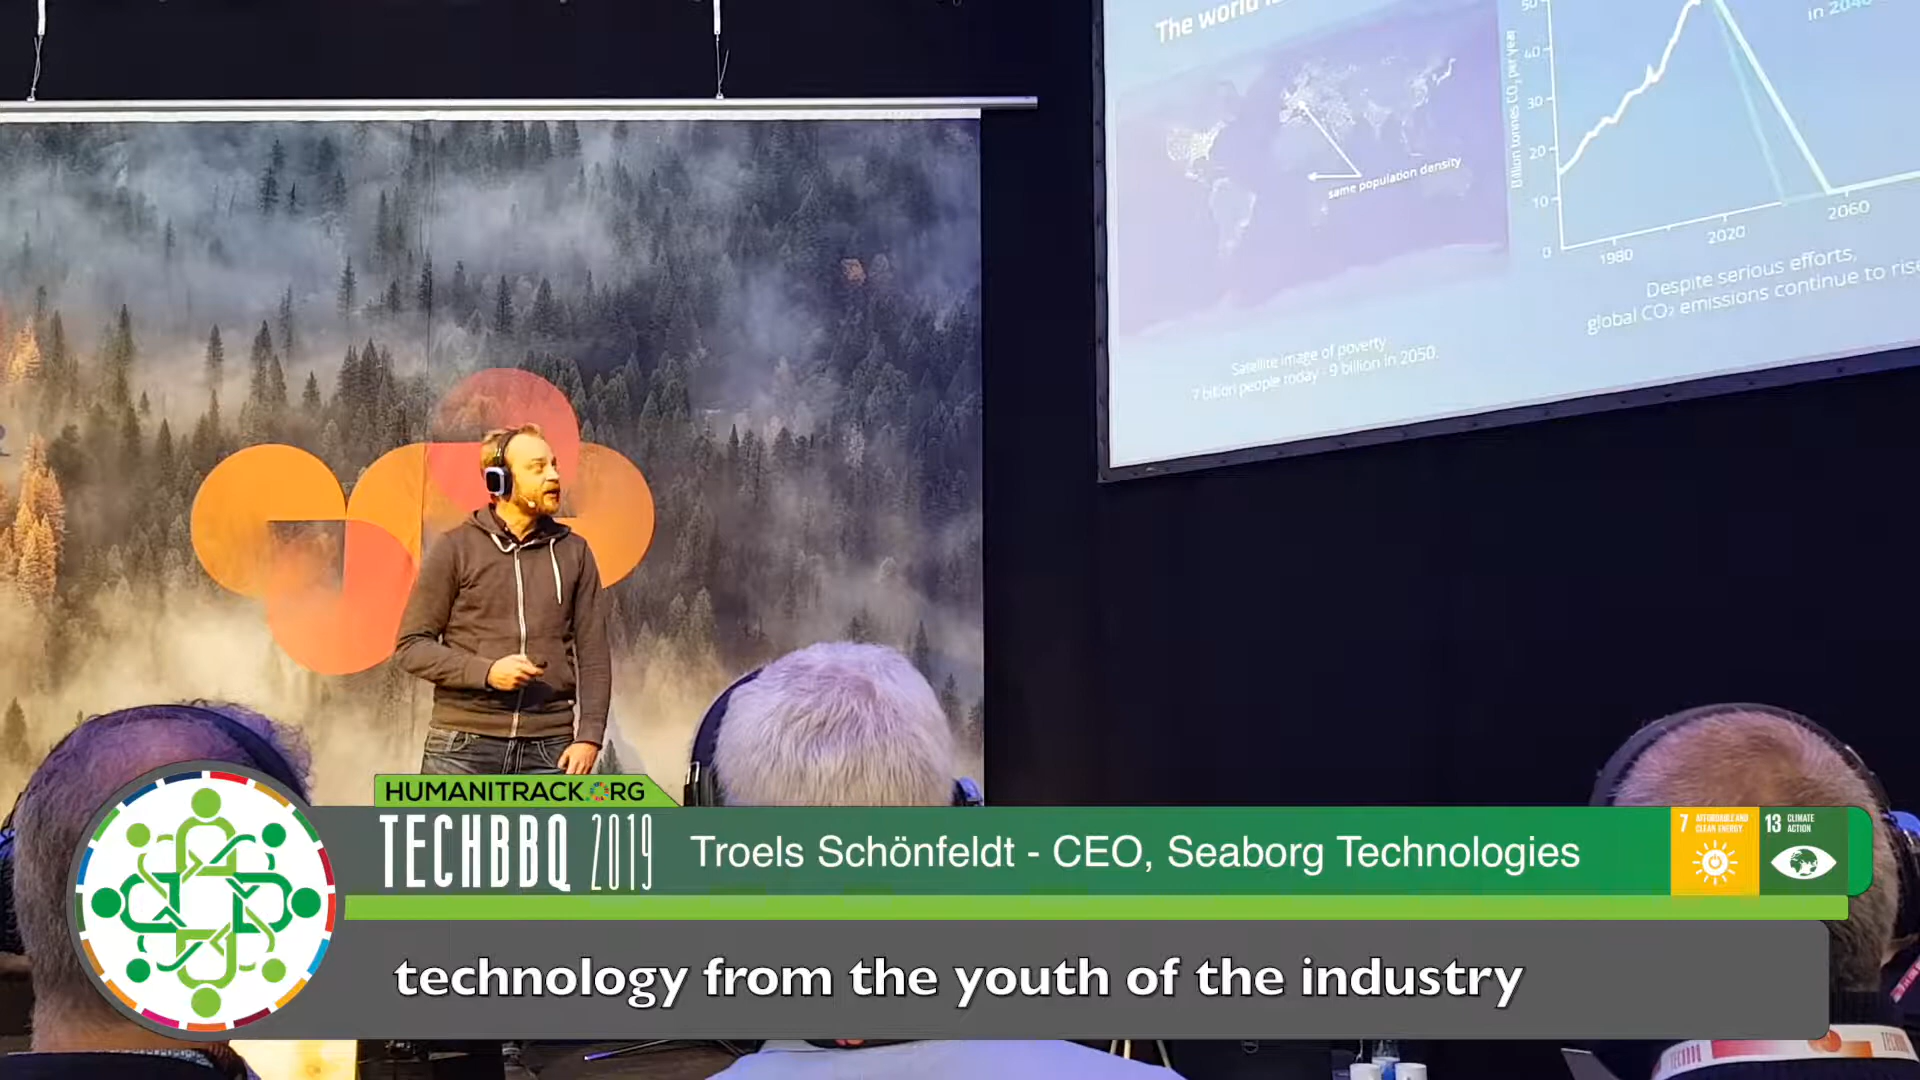 The world
same population density
Satellite image of poverty
7 billion people today - 9 billion in 2050.
in 2040
Billion tonnes CO₂ per year
50
40
30
20
10
0
1980
2020
2060
Despite serious efforts,
global CO₂ emissions continue to rise
HUMANITRACK.ORG
TECHBBQ 2019
Troels Schönfeldt - CEO, Seaborg Technologies
7 AFFORDABLE AND CLEAN ENERGY
13 CLIMATE ACTION
technology from the youth of the industry
TECHBBQ